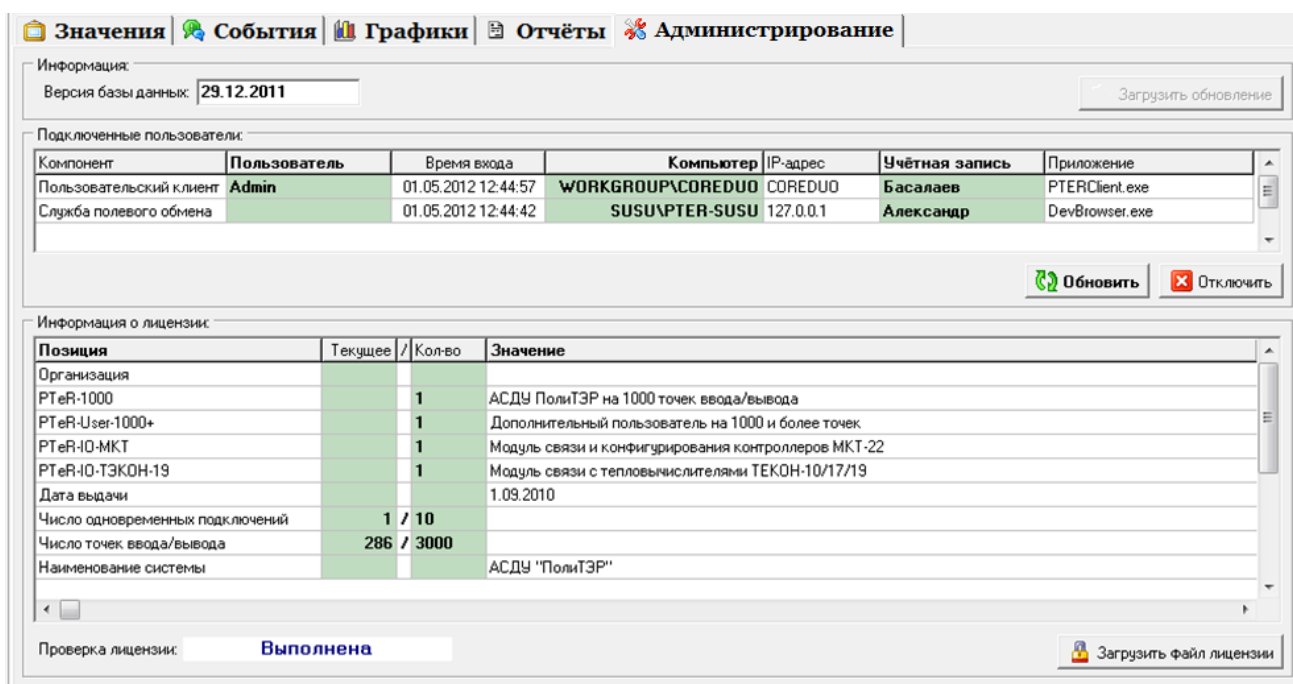 Значения События Графики Отчёты Администрирование
Информация:
Версия базы данных: 29.12.2011 Загрузить обновление
Подключенные пользователи:
Компонент Пользователь Время входа Компьютер IP-адрес Учётная запись Приложение
Пользовательский клиент Admin 01.05.2012 12:44:57 WORKGROUP\COREDUO COREDUO Басалаев PTERClient.exe
Служба полевого обмена 01.05.2012 12:44:42 SUSU\PTER-SUSU 127.0.0.1 Александр DevBrowser.exe
Обновить Отключить
Информация о лицензии:
Позиция Текущее / Кол-во Значение
Организация
PTeR-1000 1 АСДУ ПолиТЭР на 1000 точек ввода/вывода
PTeR-User-1000+ 1 Дополнительный пользователь на 1000 и более точек
PTeR-IO-MKT 1 Модуль связи и конфигурирования контроллеров МКТ-22
PTeR-IO-ТЭКОН-19 1 Модуль связи с тепловычислителями ТЕКОН-10/17/19
Дата выдачи 1.09.2010
Число одновременных подключений 1 / 10
Число точек ввода/вывода 286 / 3000
Наименование системы АСДУ "ПолиТЭР"
Проверка лицензии: Выполнена Загрузить файл лицензии